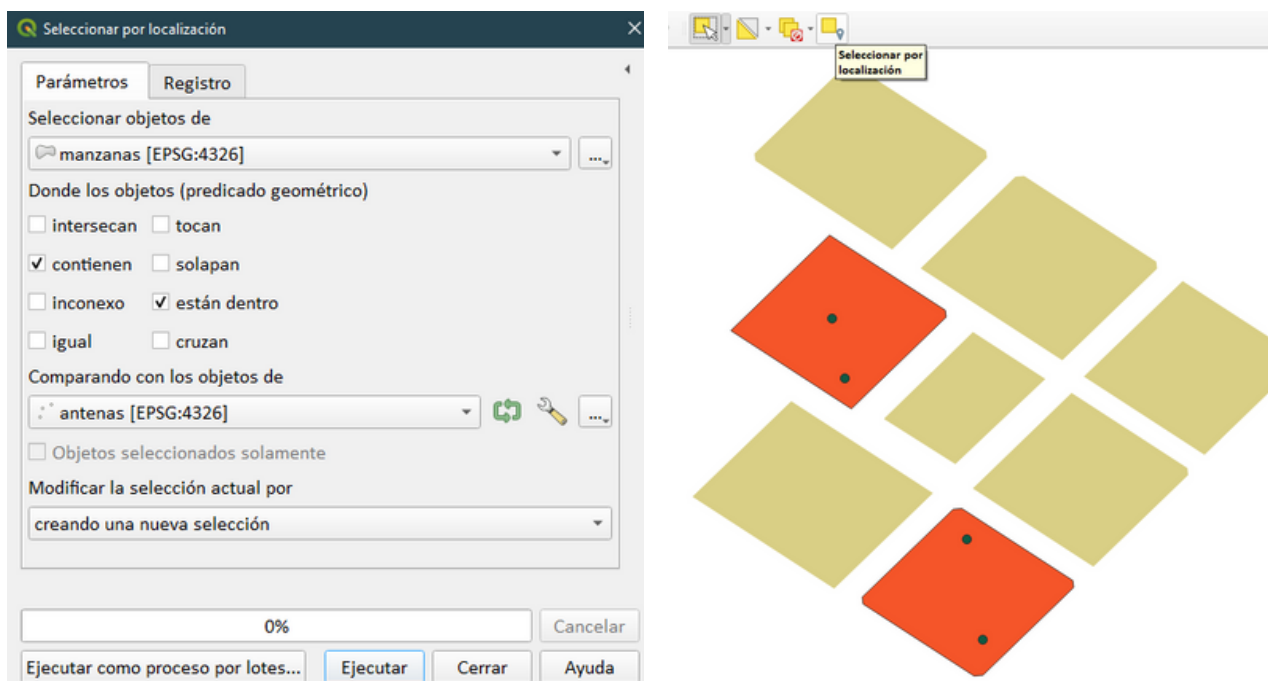 Seleccionar por localización
Parámetros Registro
Seleccionar objetos de
manzanas [EPSG:4326]
...
Donde los objetos (predicado geométrico)
intersecan tocan
contienen solapan
inconexo están dentro
igual cruzan
Comparando con los objetos de
antenas [EPSG:4326]
...
Objetos seleccionados solamente
Modificar la selección actual por
creando una nueva selección
0% Cancelar
Ejecutar como proceso por lotes... Ejecutar Cerrar Ayuda
Seleccionar por
localización